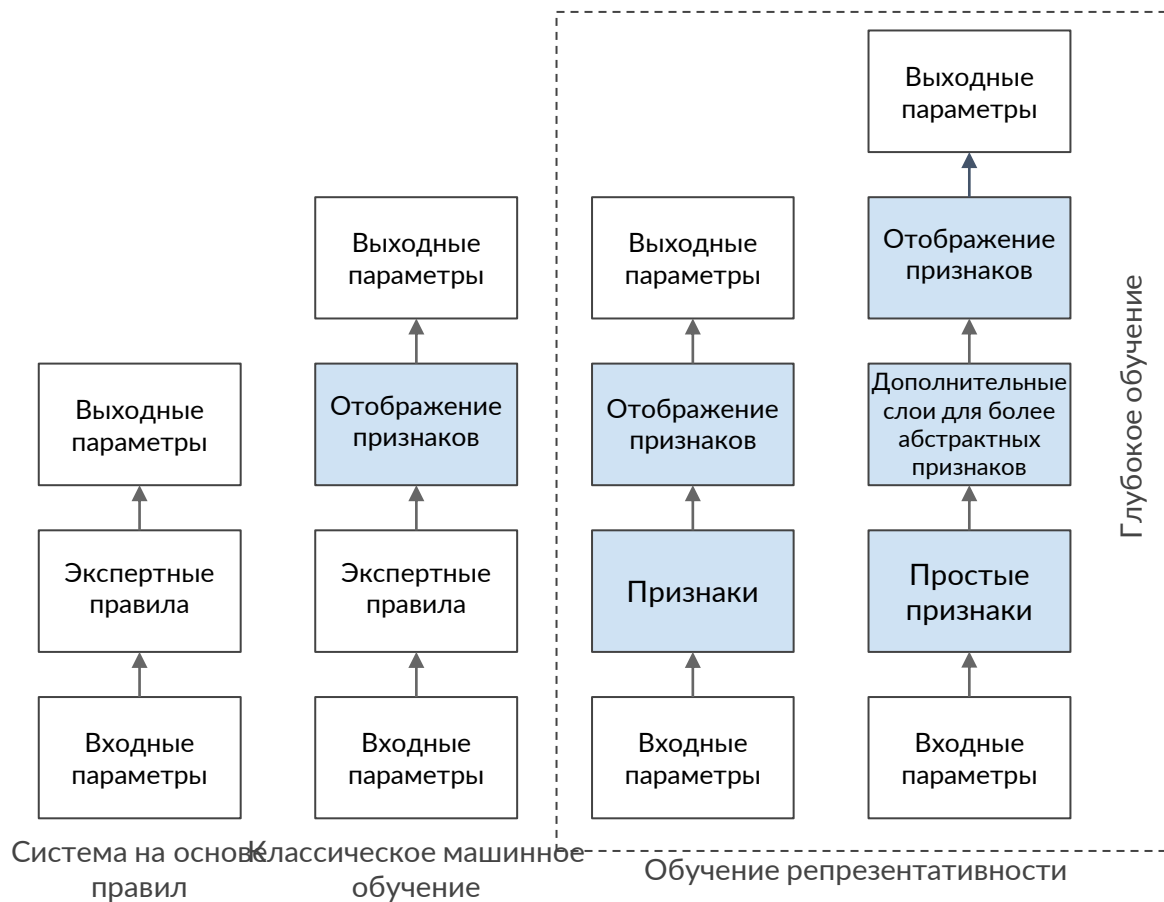 Выходные
параметры
Экспертные
правила
Входные
параметры
Система на основе
правил
Выходные
параметры
Отображение
признаков
Экспертные
правила
Входные
параметры
Классическое машинное
обучение
Выходные
параметры
Отображение
признаков
Признаки
Входные
параметры
Выходные
параметры
Отображение
признаков
Дополнительные
слои для более
абстрактных
признаков
Простые
признаки
Входные
параметры
Обучение репрезентативности
Глубокое обучение